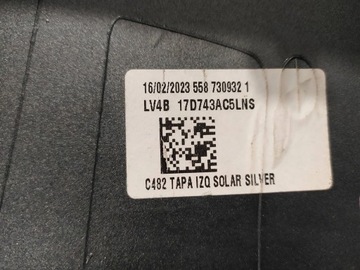 16/02/2023 558 730932 1
LV4B 17D743AC5LNS
C482 TAPA IZQ SOLAR SILVER